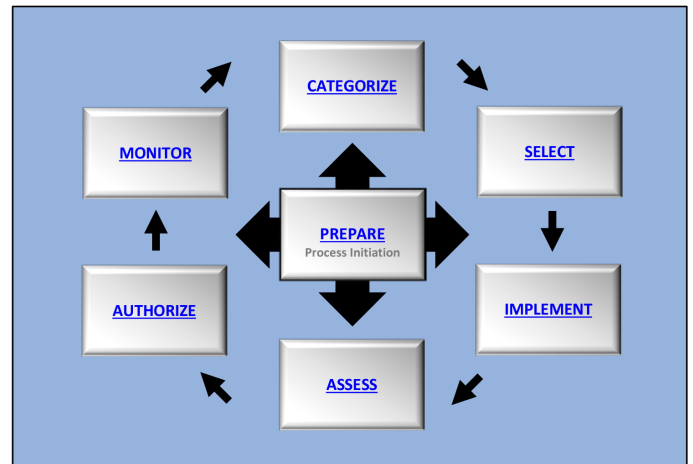 CATEGORIZE
SELECT
IMPLEMENT
ASSESS
AUTHORIZE
MONITOR
PREPARE
Process Initiation